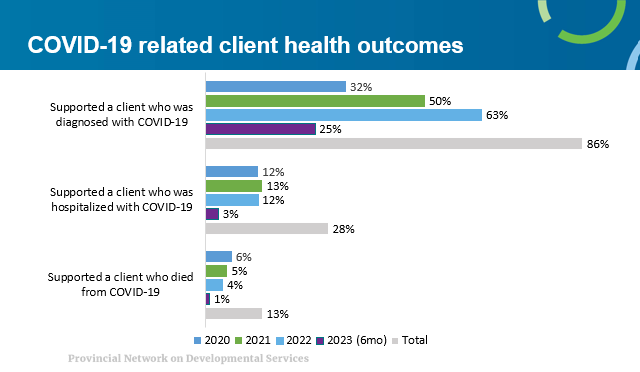 COVID-19 related client health outcomes
Supported a client who was
diagnosed with COVID-19
32%
50%
63%
25%
86%
Supported a client who was
hospitalized with COVID-19
12%
13%
12%
3%
28%
Supported a client who died
from COVID-19
6%
5%
4%
1%
13%
2020 2021 2022 2023 (6mo) Total
Provincial Network on Developmental Services